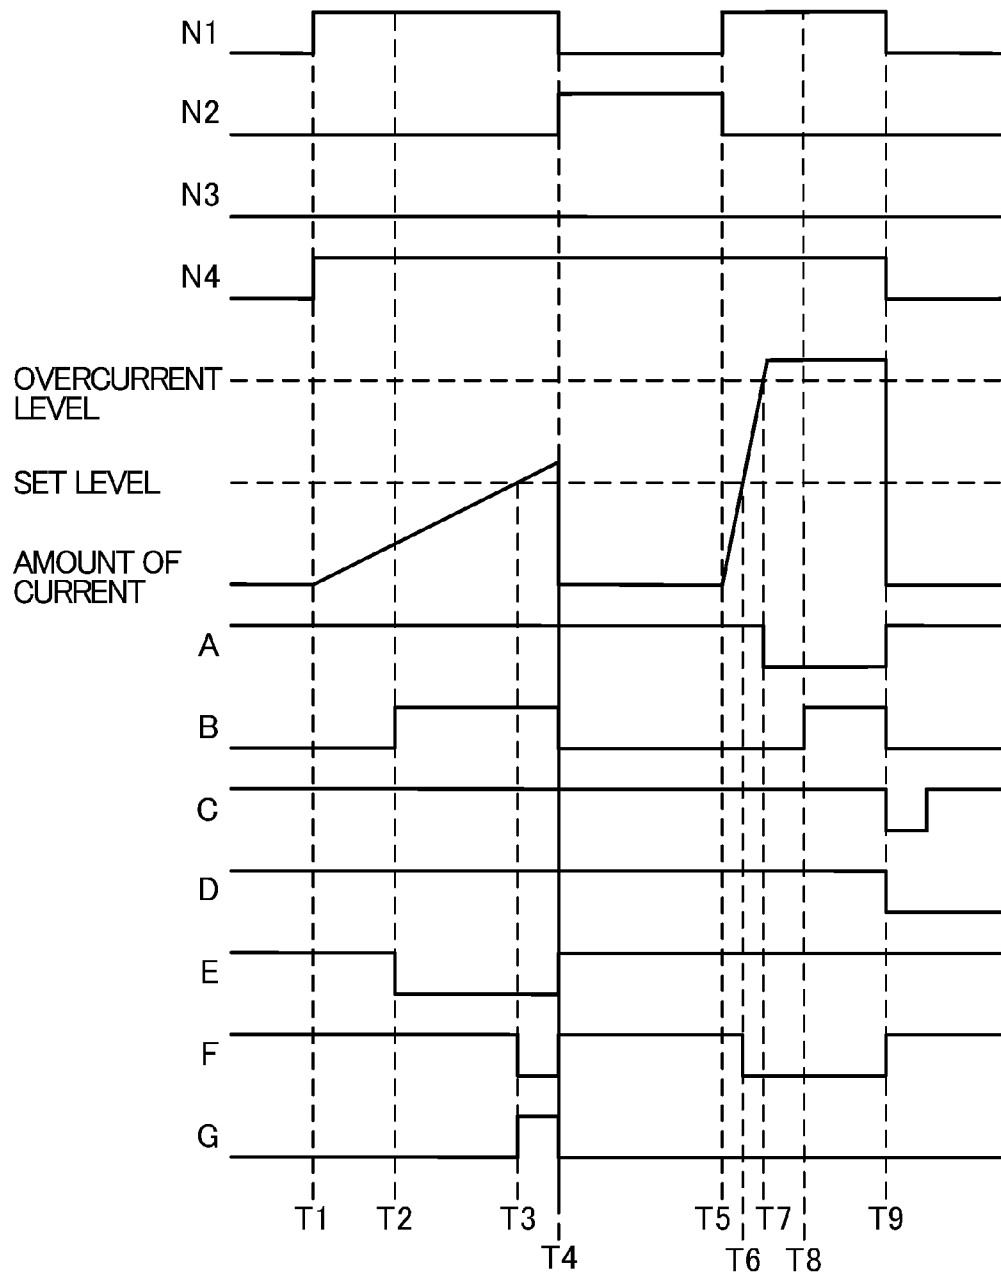 N1
N2
N3
N4
OVERCURRENT
LEVEL
SET LEVEL
AMOUNT OF
CURRENT
A
B
C
D
E
F
G
T1 T2 T3 T5 T7 T9
T4 T6 T8